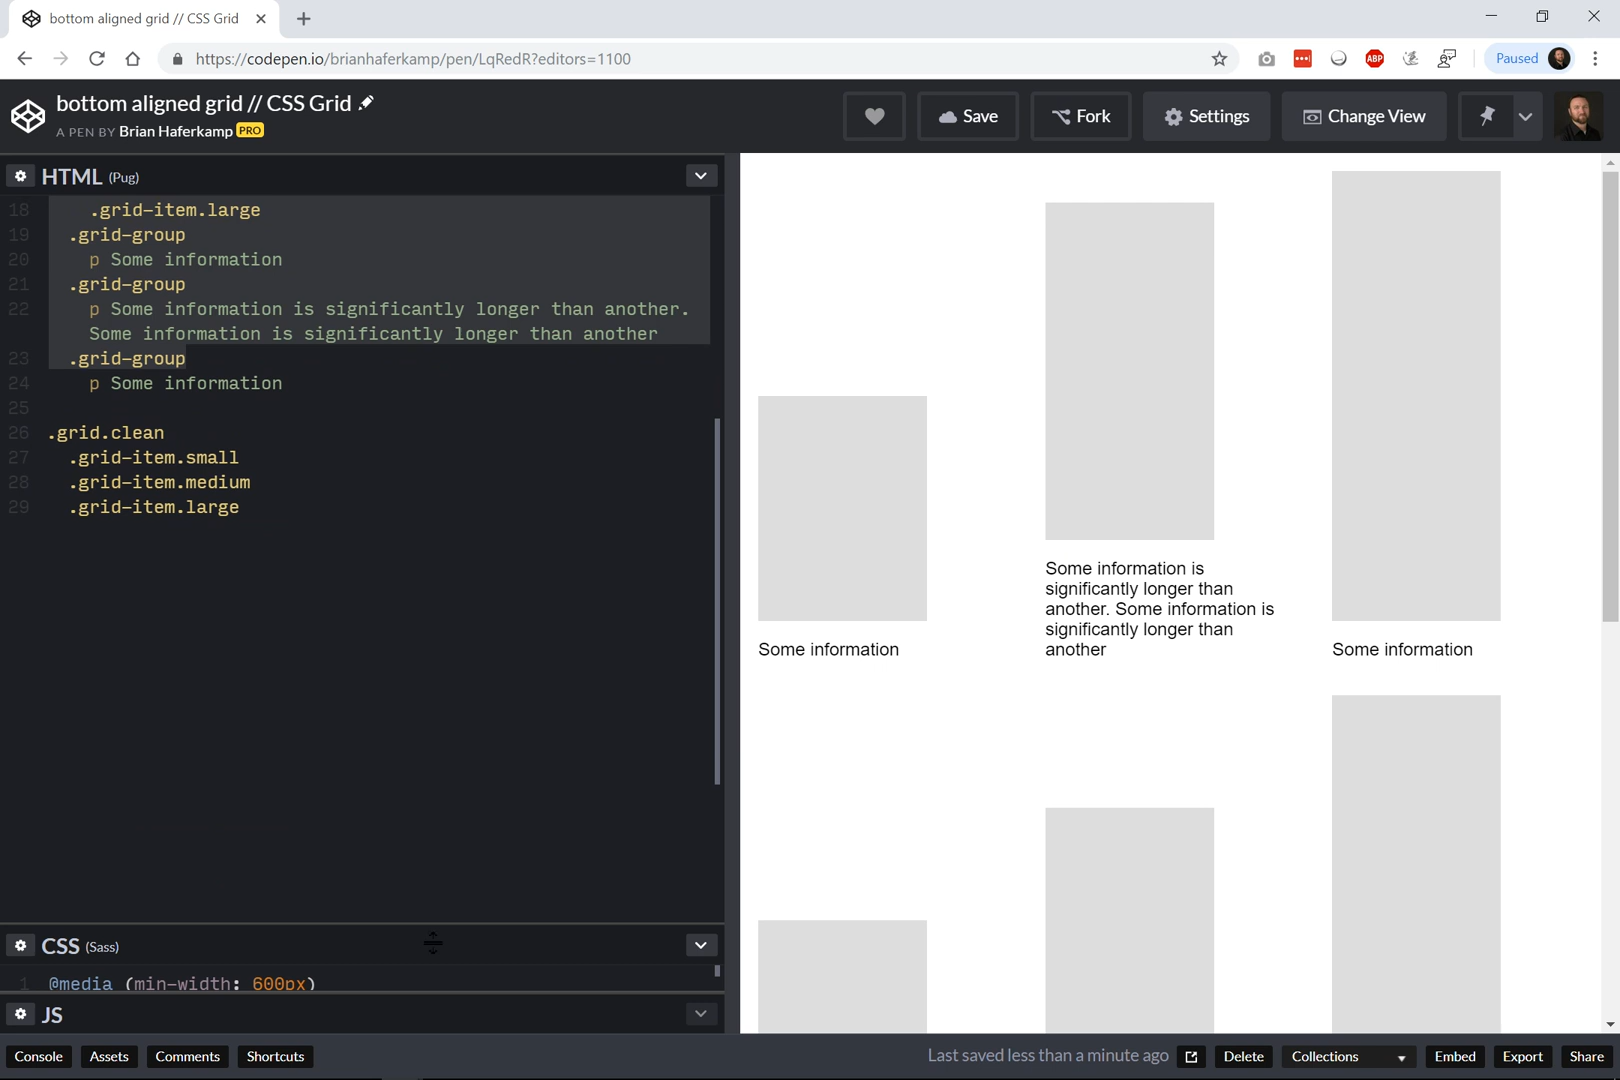 bottom aligned grid // CSS Grid
https://codepen.io/brianhaferkamp/pen/LqRedR?editors=1100
ABP
Paused
bottom aligned grid // CSS Grid
A PEN BY Brian Haferkamp PRO
Save
Fork
Settings
Change View
HTML (Pug)
18 .grid-item.large
19 .grid-group
20 p Some information
21 .grid-group
22 p Some information is significantly longer than another.
Some information is significantly longer than another
23 .grid-group
24 p Some information
25
26 .grid.clean
27 .grid-item.small
28 .grid-item.medium
29 .grid-item.large
CSS (Sass)
1 @media (min-width: 600px)
JS
Some information
Some information is
significantly longer than
another. Some information is
significantly longer than
another
Some information
Console
Assets
Comments
Shortcuts
Last saved less than a minute ago
Delete
Collections
Embed
Export
Share